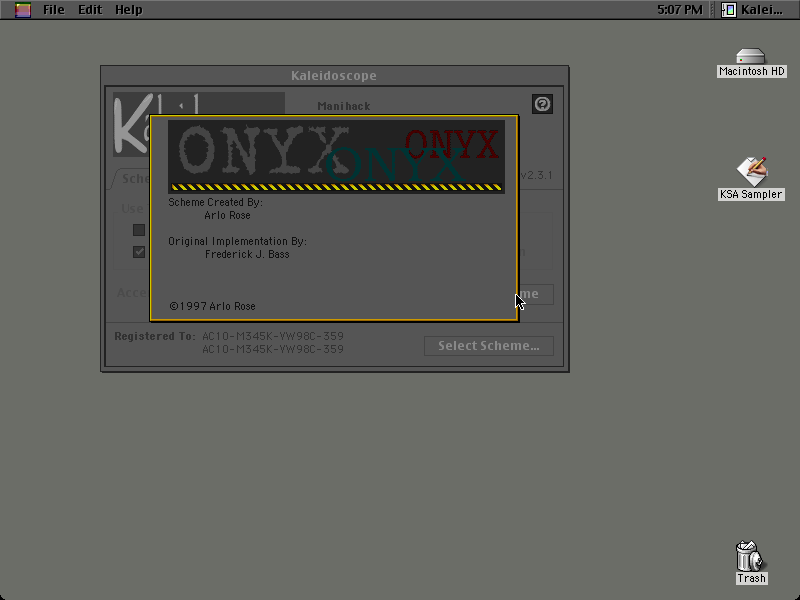 File Edit Help
5:07 PM
Kalei...
Macintosh HD
KSA Sampler
Trash
Kaleidoscope
Manihack
v2.3.1
ONYX
ONYX
ONYX
Scheme Created By:
Arlo Rose
Original Implementation By:
Frederick J. Bass
©1997 Arlo Rose
Use
Registered To: AC10-M345K-YW98C-359
AC10-M345K-YW98C-359
Select Scheme...